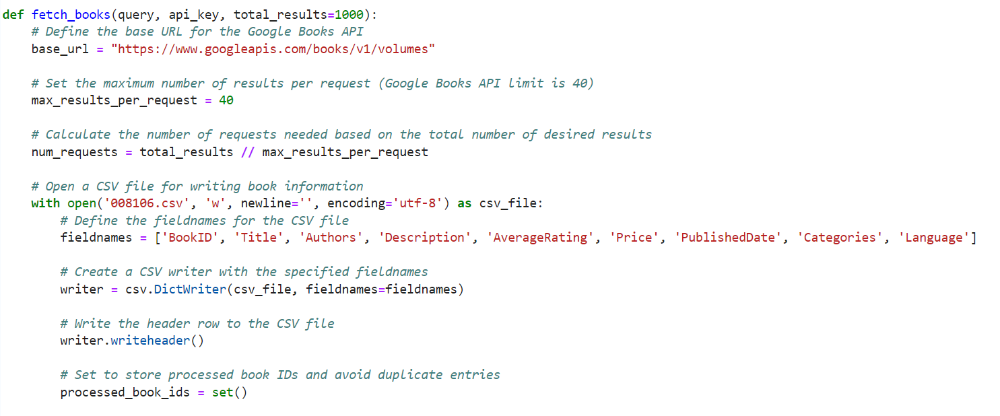 def fetch_books(query, api_key, total_results=1000):
    # Define the base URL for the Google Books API
    base_url = "https://www.googleapis.com/books/v1/volumes"

    # Set the maximum number of results per request (Google Books API limit is 40)
    max_results_per_request = 40

    # Calculate the number of requests needed based on the total number of desired results
    num_requests = total_results // max_results_per_request

    # Open a CSV file for writing book information
    with open('008106.csv', 'w', newline='', encoding='utf-8') as csv_file:
        # Define the fieldnames for the CSV file
        fieldnames = ['BookID', 'Title', 'Authors', 'Description', 'AverageRating', 'Price', 'PublishedDate', 'Categories', 'Language']

        # Create a CSV writer with the specified fieldnames
        writer = csv.DictWriter(csv_file, fieldnames=fieldnames)

        # Write the header row to the CSV file
        writer.writeheader()

        # Set to store processed book IDs and avoid duplicate entries
        processed_book_ids = set()